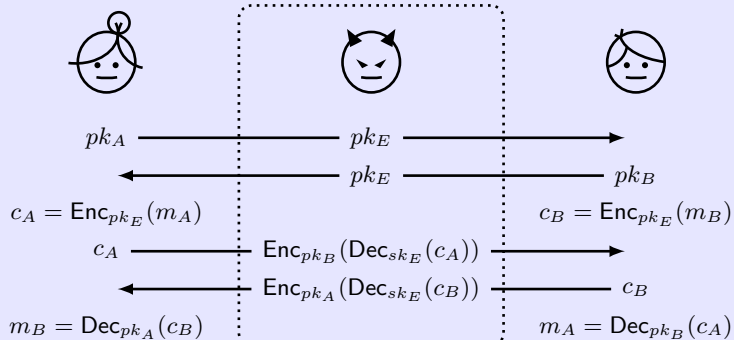 pk_A pk_E
pk_E pk_B
c_A = Enc_{pk_E}(m_A) c_B = Enc_{pk_E}(m_B)
c_A Enc_{pk_B}(Dec_{sk_E}(c_A))
Enc_{pk_A}(Dec_{sk_E}(c_B)) c_B
m_B = Dec_{pk_A}(c_B) m_A = Dec_{pk_B}(c_A)